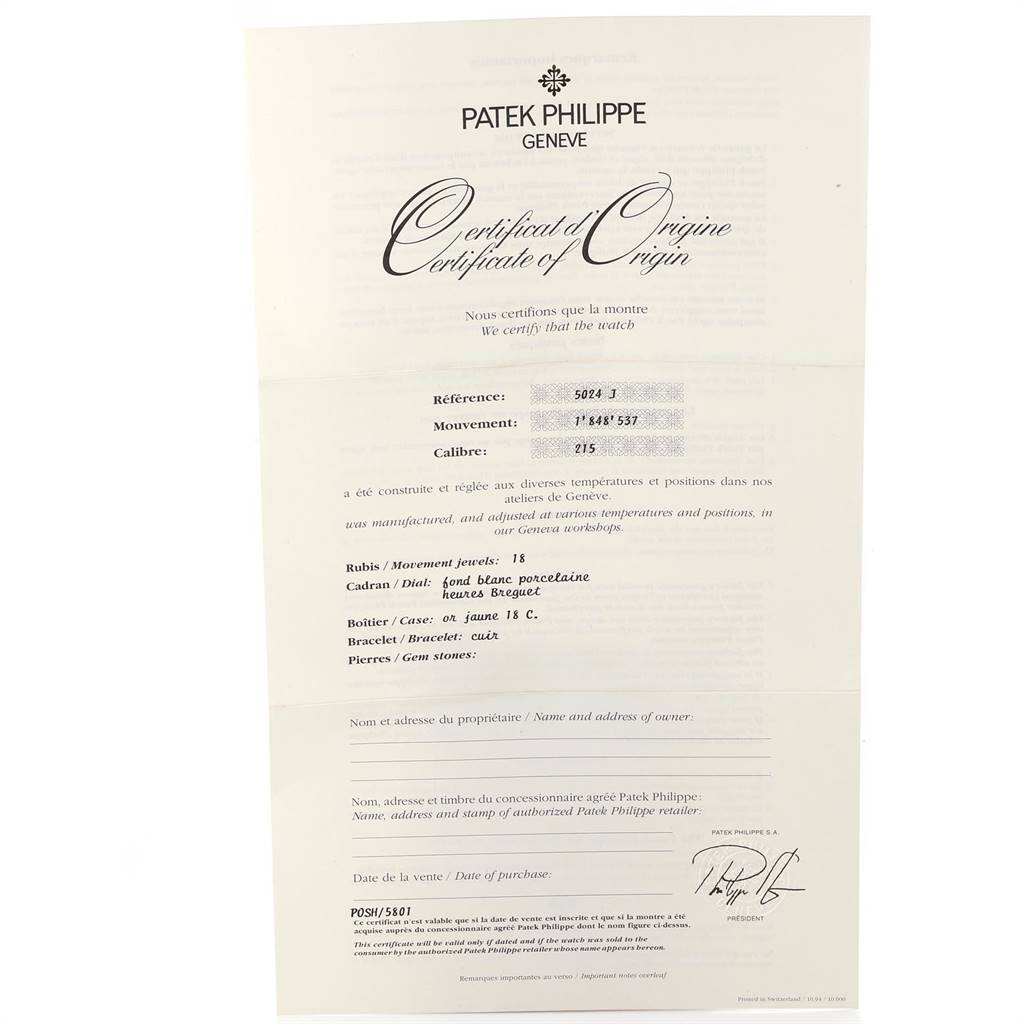 PATEK PHILIPPE
GENEVE
Certificat d'Origine
Certificate of Origin
Nous certifions que la montre
We certify that the watch
Référence: 5024 J
Mouvement: 1'848'537
Calibre: 215
a été construite et réglée aux diverses températures et positions dans nos
ateliers de Genève.
was manufactured, and adjusted at various temperatures and positions, in
our Geneva workshops.
Rubis / Movement jewels: 18
Cadran / Dial: fond blanc porcelaine
heures Breguet
Boîtier / Case: or jaune 18 C.
Bracelet / Bracelet: cuir
Pierres / Gem stones:
Nom et adresse du propriétaire / Name and address of owner:
Nom, adresse et timbre du concessionnaire agréé Patek Philippe:
Name, address and stamp of authorized Patek Philippe retailer:
PATEK PHILIPPE S.A.
Date de la vente / Date of purchase:
PRÉSIDENT
POSH/5801
Ce certificat n'est valable que si la date de vente est inscrite et que si la montre a été
acquise auprès du concessionnaire agréé Patek Philippe dont le nom figure ci-dessus.
This certificate will be valid only if dated and if the watch was sold to the
consumer by the authorized Patek Philippe retailer whose name appears hereon.
Remarques importantes au verso / Important notes overleaf
Printed in Switzerland / 10.94 / 10.000